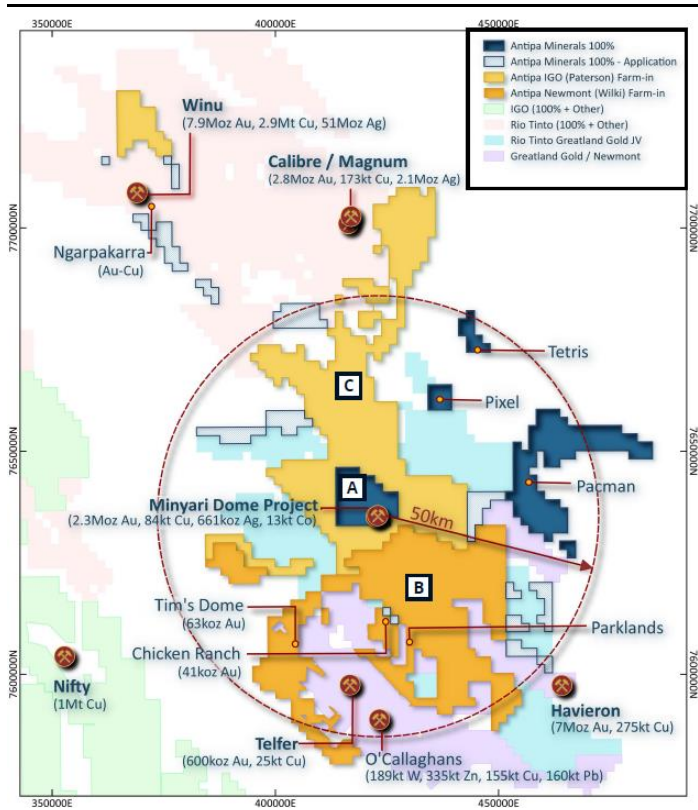 350000E
400000E
450000E
Antipa Minerals 100%
Antipa Minerals 100% - Application
Antipa IGO (Paterson) Farm-in
Antipa Newmont (Wilki) Farm-in
IGO (100% + Other)
Rio Tinto (100% + Other)
Rio Tinto Greatland Gold JV
Greatland Gold / Newmont
Winu
(7.9Moz Au, 2.9Mt Cu, 51Moz Ag)
Calibre / Magnum
(2.8Moz Au, 173kt Cu, 2.1Moz Ag)
7700000N
7700000N
Ngarpakarra
(Au-Cu)
Tetris
C
Pixel
7650000N
7650000N
A
Pacman
Minyari Dome Project
(2.3Moz Au, 84kt Cu, 661koz Ag, 13kt Co)
50km
B
Tim's Dome
(63koz Au)
Parklands
Chicken Ranch
(41koz Au)
7600000N
7600000N
Nifty
(1Mt Cu)
Havieron
(7Moz Au, 275kt Cu)
Telfer
(600koz Au, 25kt Cu)
O'Callaghans
(189kt W, 335kt Zn, 155kt Cu, 160kt Pb)
350000E
400000E
450000E